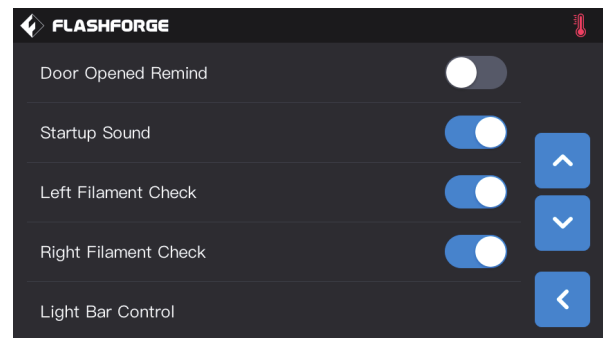 FLASHFORGE
Door Opened Remind
Startup Sound
Left Filament Check
Right Filament Check
Light Bar Control